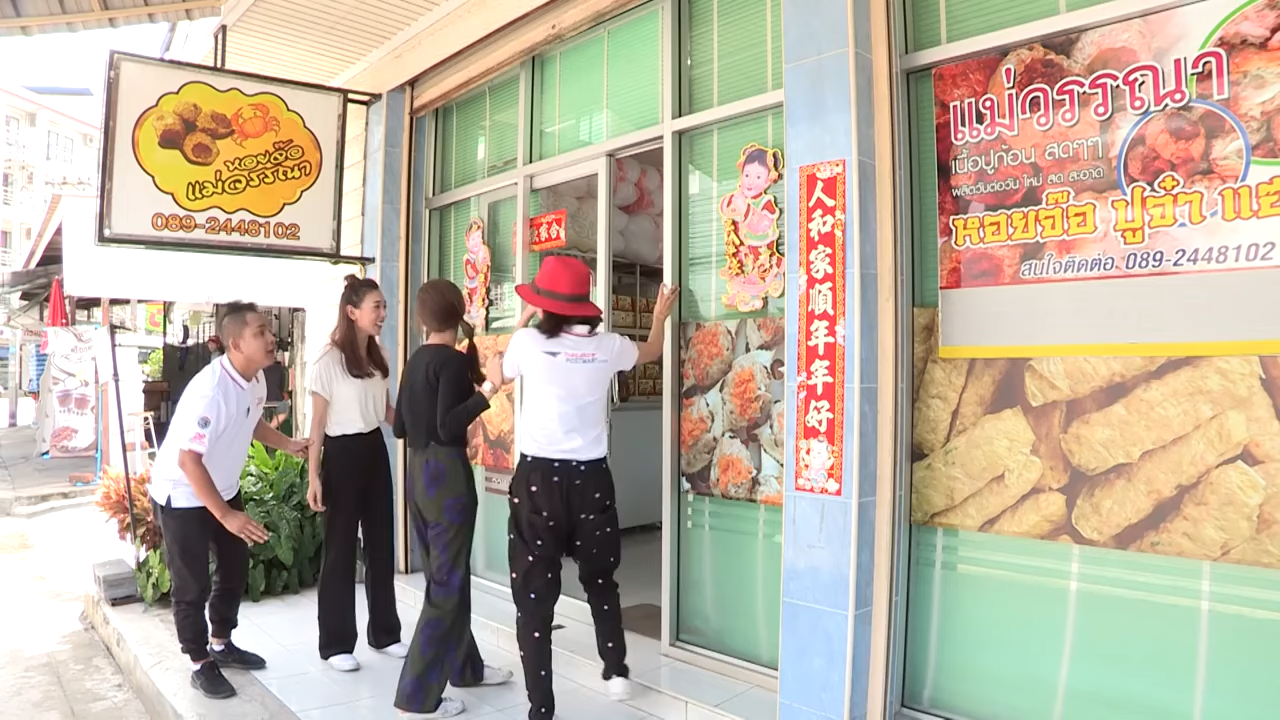 หอยจ๊อ
แม่วรรณา
089-2448102
人和家順年年好
แม่วรรณา
เนื้อปูก้อน สดๆๆ
ผลิตวันต่อวัน ใหม่ สด สะอาด
หอยจ๊อ ปูจ๋า
สนใจติดต่อ 089-2448102